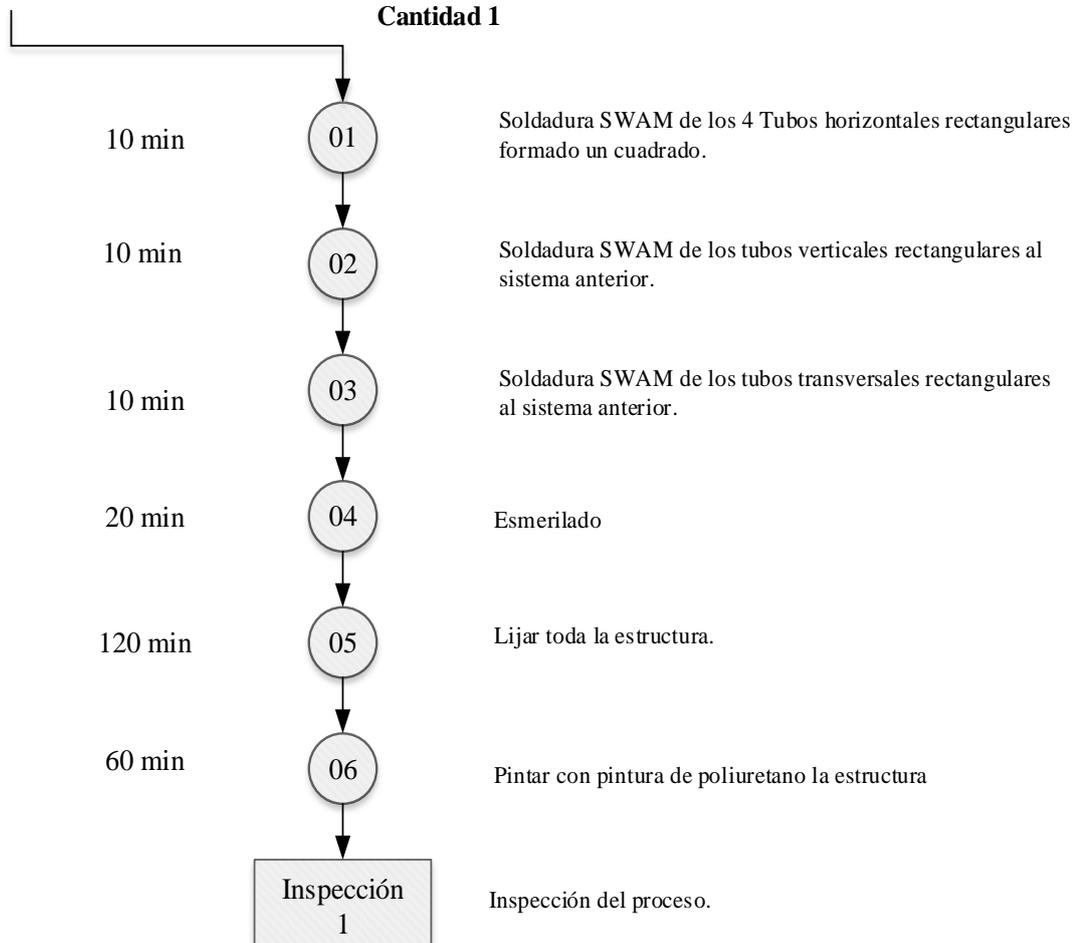 Cantidad 1
10 min
01
Soldadura SWAM de los 4 Tubos horizontales rectangulares
formado un cuadrado.
10 min
02
Soldadura SWAM de los tubos verticales rectangulares al
sistema anterior.
10 min
03
Soldadura SWAM de los tubos transversales rectangulares
al sistema anterior.
20 min
04
Esmerilado
120 min
05
Lijar toda la estructura.
60 min
06
Pintar con pintura de poliuretano la estructura
Inspección
1
Inspección del proceso.